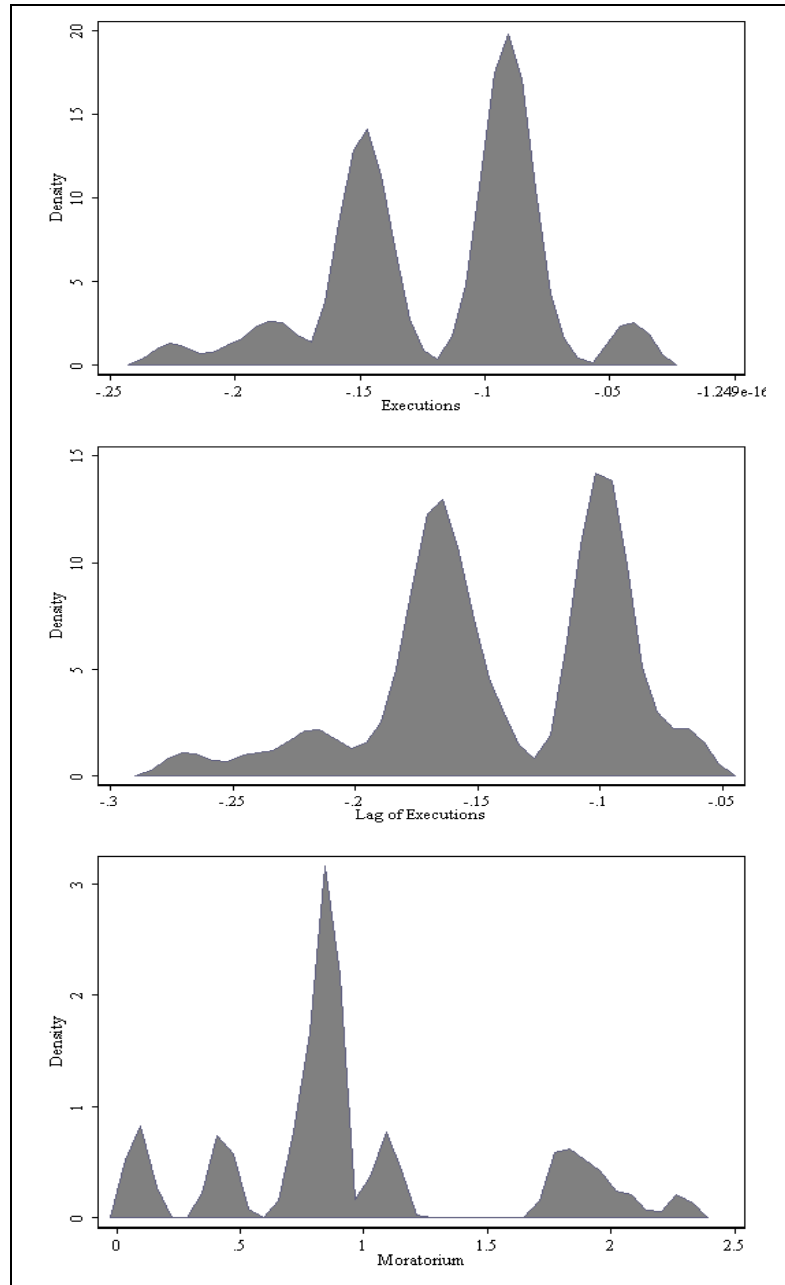 20
15
10
5
0
Density
-.25 -.2 -.15 -.1 -.05 -1.249e-16
Executions
15
10
5
0
Density
-.3 -.25 -.2 -.15 -.1 -.05
Lag of Executions
3
2
1
0
Density
0 .5 1 1.5 2 2.5
Moratorium